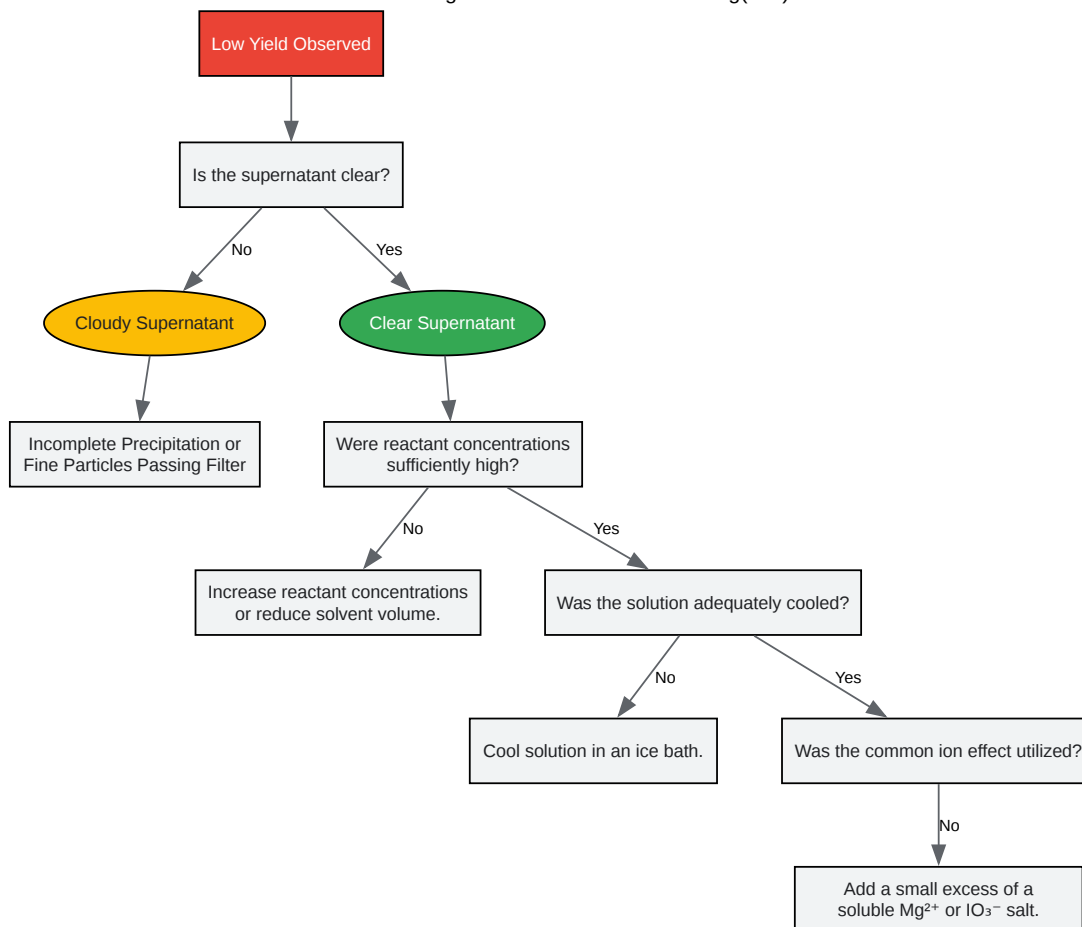 Low Yield Observed
Is the supernatant clear?
No
Yes
Cloudy Supernatant
Clear Supernatant
Incomplete Precipitation or
Fine Particles Passing Filter
Were reactant concentrations
sufficiently high?
No
Yes
Increase reactant concentrations
or reduce solvent volume.
Was the solution adequately cooled?
No
Yes
Cool solution in an ice bath.
Was the common ion effect utilized?
No
Add a small excess of a
soluble Mg²⁺ or IO₃⁻ salt.